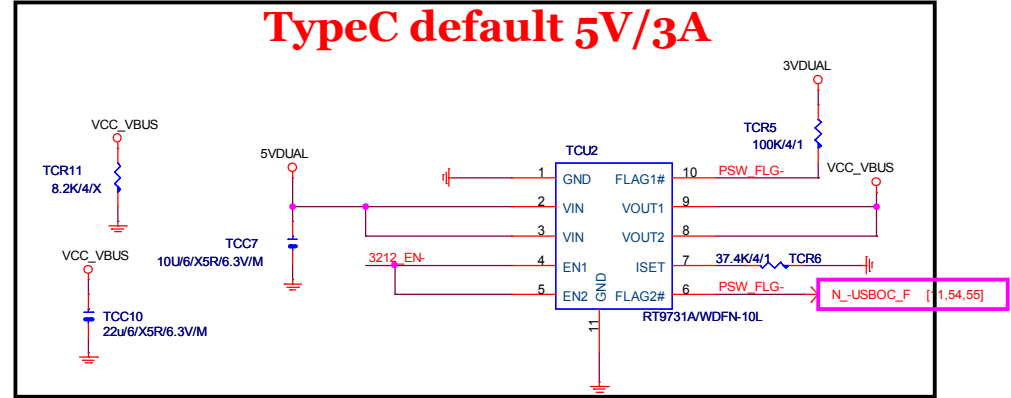 TypeC default 5V/3A
3VDUAL
VCC_VBUS
TCR11
8.2K/4/X
5VDUAL
TCU2
TCR5
100K/4/1
VCC_VBUS
1 GND FLAG1# 10 PSW_FLG-
2 VIN VOUT1 9
3 VIN VOUT2 8
VCC_VBUS
TCC7
10U/6/X5R/6.3V/M
3212_EN-
4 EN1 ISET 7 37.4K/4/1 TCR6
5 EN2 GND FLAG2# 6 PSW_FLG- N_-USBOC_F [11,54,55]
TCC10
22u/6/X5R/6.3V/M
11
RT9731A/WDFN-10L